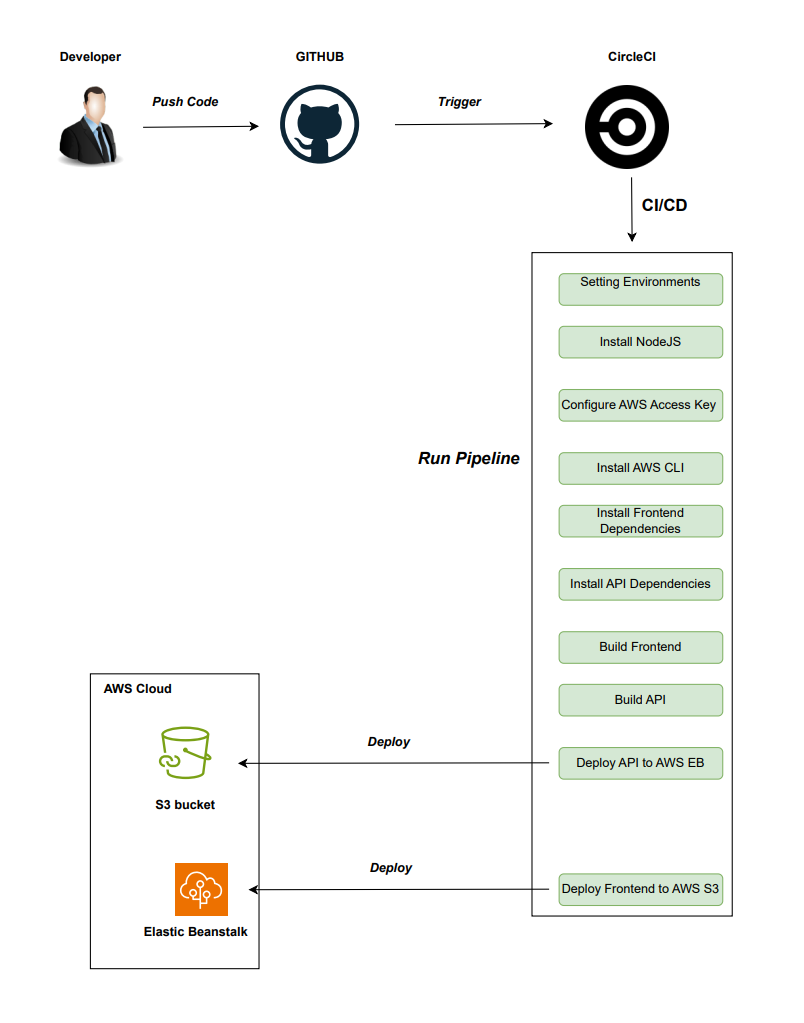 Developer
GITHUB
CircleCI
Push Code
Trigger
CI/CD
Setting Environments
Install NodeJS
Configure AWS Access Key
Run Pipeline
Install AWS CLI
Install Frontend
Dependencies
Install API Dependencies
Build Frontend
Build API
AWS Cloud
Deploy
Deploy API to AWS EB
S3 bucket
Deploy
Deploy Frontend to AWS S3
Elastic Beanstalk